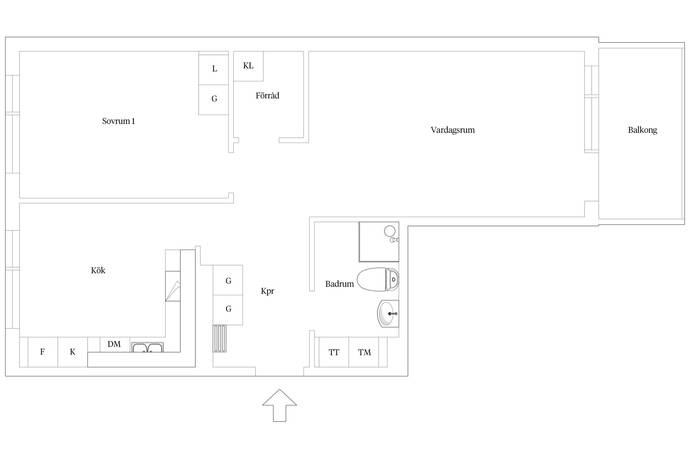 L
KL
G
Förråd
Sovrum 1
Vardagsrum
Balkong
Kök
G
Kpr
Badrum
G
F
K
DM
TT
TM